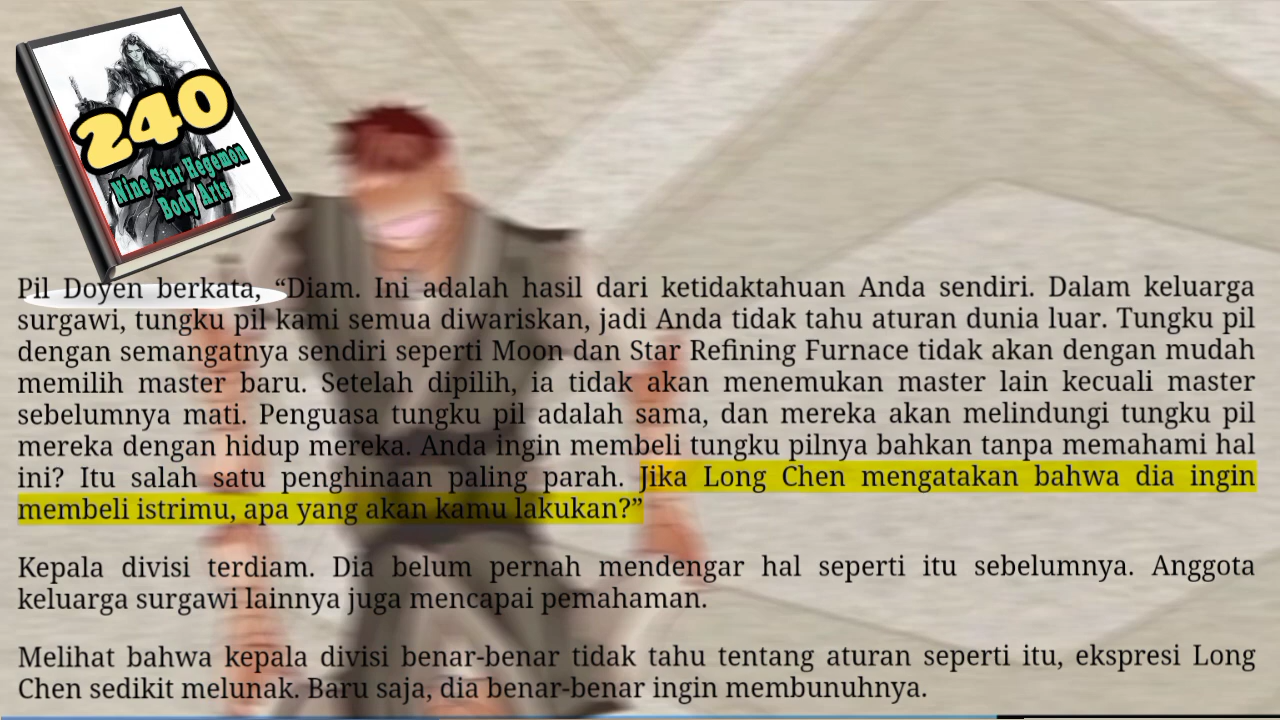 240
Nine Star Hegemon
Body Arts
Pil Doyen berkata, “Diam. Ini adalah hasil dari ketidaktahuan Anda sendiri. Dalam keluarga
surgawi, tungku pil kami semua diwariskan, jadi Anda tidak tahu aturan dunia luar. Tungku pil
dengan semangatnya sendiri seperti Moon dan Star Refining Furnace tidak akan dengan mudah
memilih master baru. Setelah dipilih, ia tidak akan menemukan master lain kecuali master
sebelumnya mati. Penguasa tungku pil adalah sama, dan mereka akan melindungi tungku pil
mereka dengan hidup mereka. Anda ingin membeli tungku pilnya bahkan tanpa memahami hal
ini? Itu salah satu penghinaan paling parah. Jika Long Chen mengatakan bahwa dia ingin
membeli istrimu, apa yang akan kamu lakukan?”
Kepala divisi terdiam. Dia belum pernah mendengar hal seperti itu sebelumnya. Anggota
keluarga surgawi lainnya juga mencapai pemahaman.
Melihat bahwa kepala divisi benar-benar tidak tahu tentang aturan seperti itu, ekspresi Long
Chen sedikit melunak. Baru saja, dia benar-benar ingin membunuhnya.